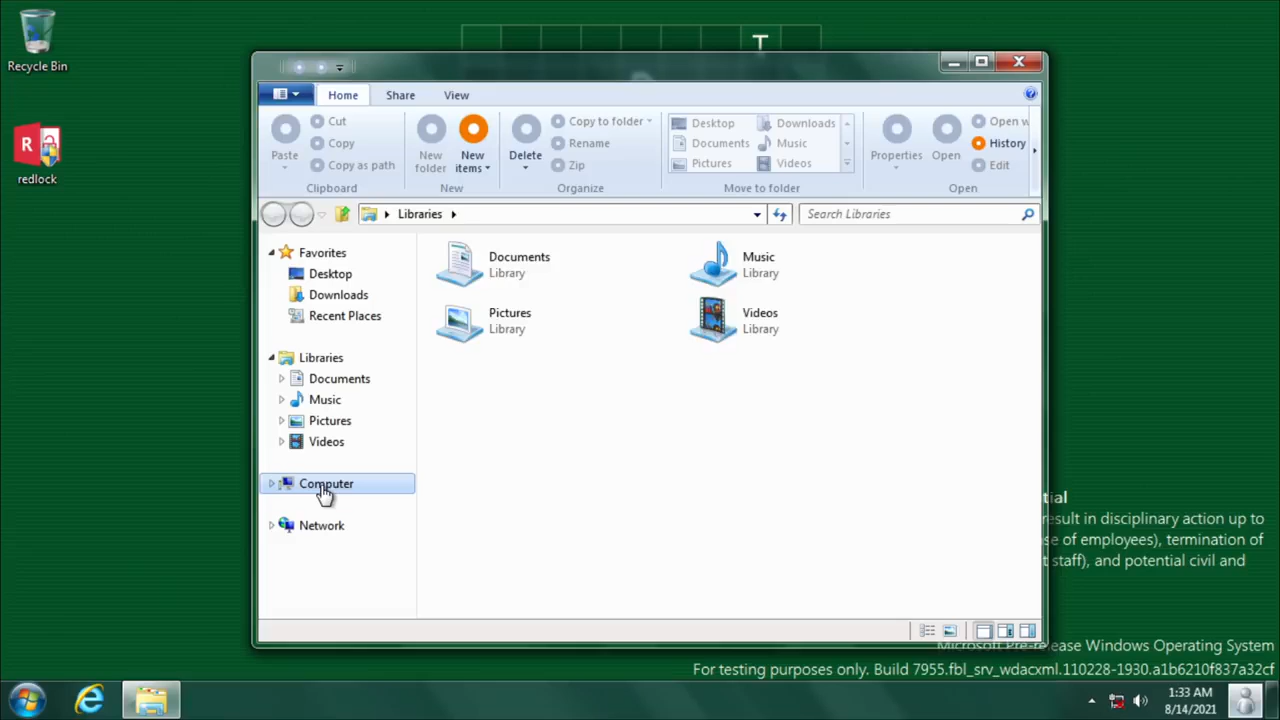 Recycle Bin
T
R
redlock
Home Share View
Paste
Cut
Copy
Copy as path
Clipboard
New folder
New items
New
Delete
Copy to folder
Rename
Zip
Organize
Desktop Downloads
Documents Music
Pictures Videos
Move to folder
Properties
Open
Open w
History
Edit
Open
Libraries
Search Libraries
Favorites
Desktop
Downloads
Recent Places
Libraries
Documents
Music
Pictures
Videos
Computer
Network
Documents
Library
Music
Library
Pictures
Library
Videos
Library
tial
result in disciplinary action up to
se of employees), termination of
t staff), and potential civil and
Microsoft Pre-release Windows Operating System
For testing purposes only. Build 7955.fbl_srv_wdacxml.110228-1930.a1b6210f837a32cf
1:33 AM
8/14/2021